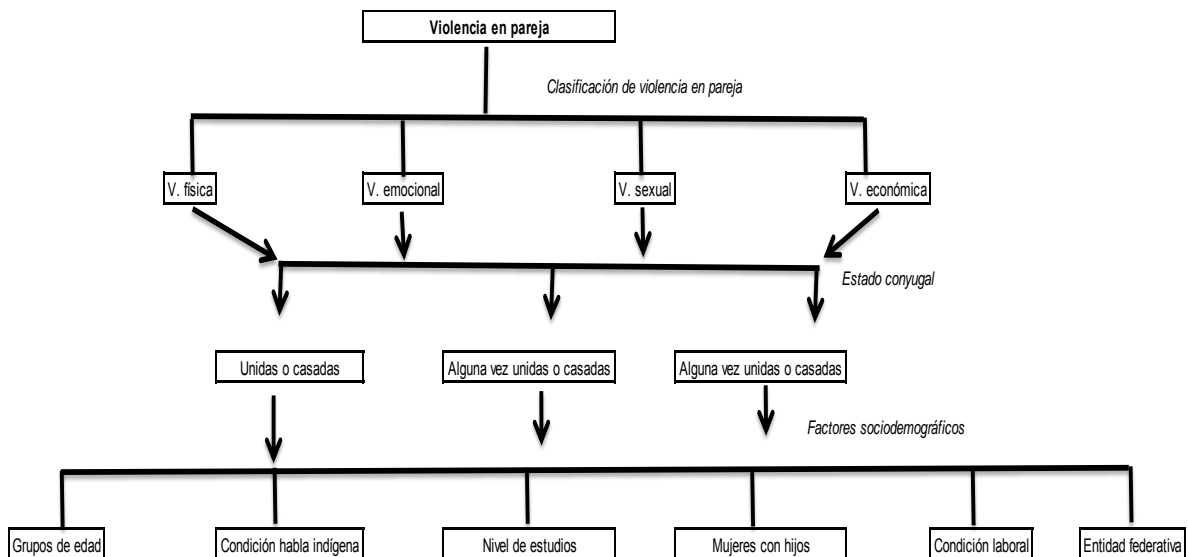 Violencia en pareja
Clasificación de violencia en pareja
V. física
V. emocional
V. sexual
V. económica
Estado conyugal
Unidas o casadas
Alguna vez unidas o casadas
Alguna vez unidas o casadas
Factores sociodemográficos
Grupos de edad
Condición habla indígena
Nivel de estudios
Mujeres con hijos
Condición laboral
Entidad federativa